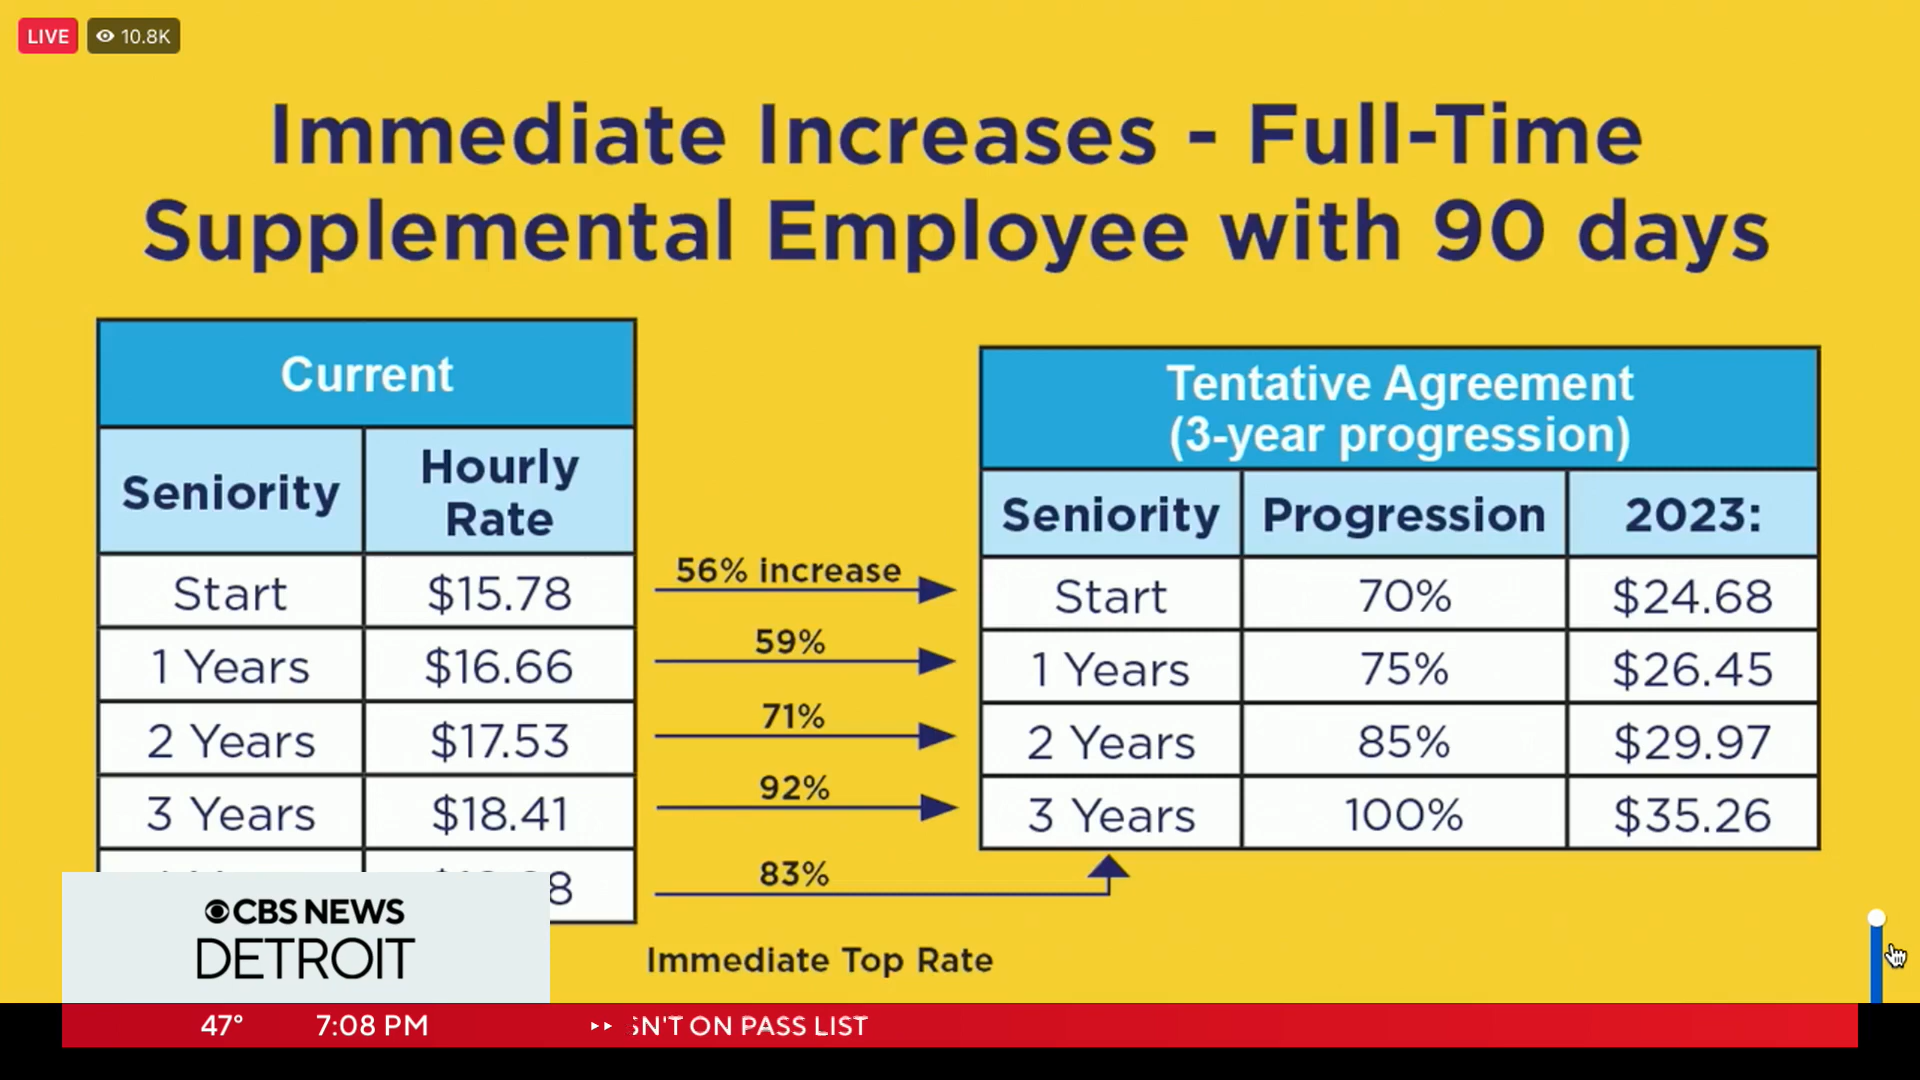 LIVE 10.8K
Immediate Increases - Full-Time
Supplemental Employee with 90 days
Current
Seniority Hourly Rate
Start $15.78
1 Years $16.66
2 Years $17.53
3 Years $18.41
56% increase
59%
71%
92%
83%
Immediate Top Rate
Tentative Agreement
(3-year progression)
Seniority Progression 2023:
Start 70% $24.68
1 Years 75% $26.45
2 Years 85% $29.97
3 Years 100% $35.26
CBS NEWS
DETROIT
47° 7:08 PM ON PASS LIST